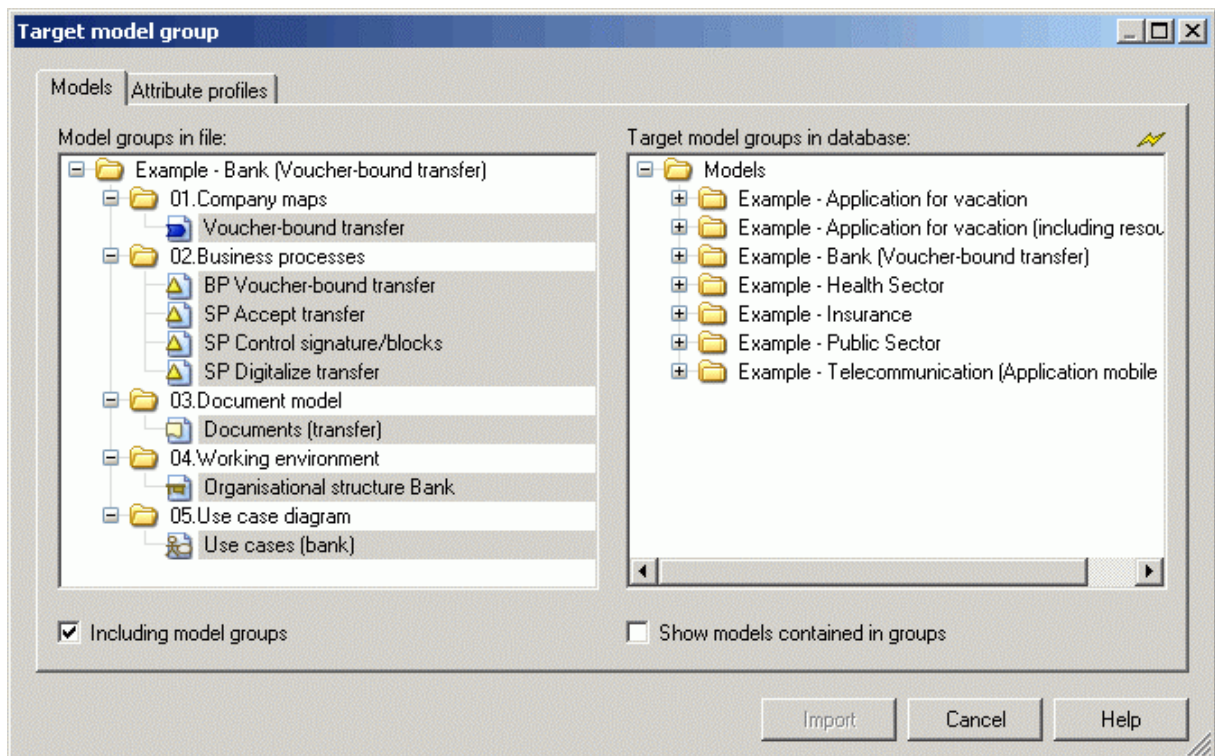 Target model group
Models
Attribute profiles
Model groups in file:
Example - Bank (Voucher-bound transfer)
01.Company maps
Voucher-bound transfer
02.Business processes
BP Voucher-bound transfer
SP Accept transfer
SP Control signature/blocks
SP Digitalize transfer
03.Document model
Documents (transfer)
04.Working environment
Organisational structure Bank
05.Use case diagram
Use cases (bank)
Including model groups
Target model groups in database:
Models
Example - Application for vacation
Example - Application for vacation (including resou
Example - Bank (Voucher-bound transfer)
Example - Health Sector
Example - Insurance
Example - Public Sector
Example - Telecommunication (Application mobile
Show models contained in groups
Import
Cancel
Help